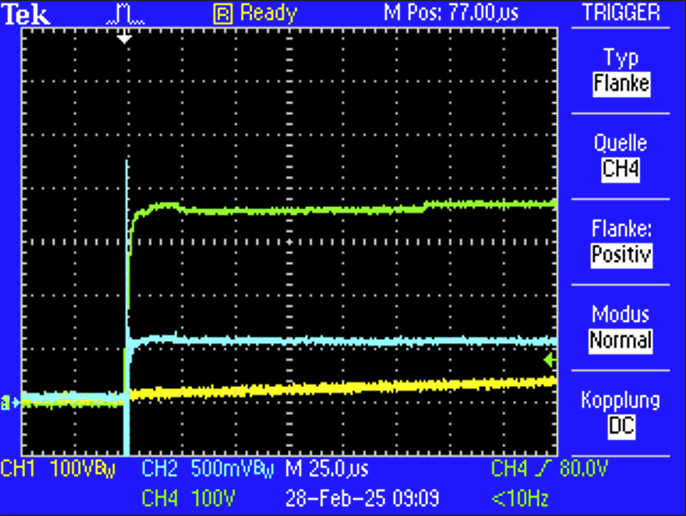 Tek R Ready M Pos: 77.00µs TRIGGER
Typ
Flanke
Quelle
CH4
Flanke:
Positiv
Modus
Normal
Kopplung
DC
CH1 100VBw CH2 500mVBw M 25.0µs CH4 80.0V
CH4 100V 28-Feb-25 09:09 <10Hz